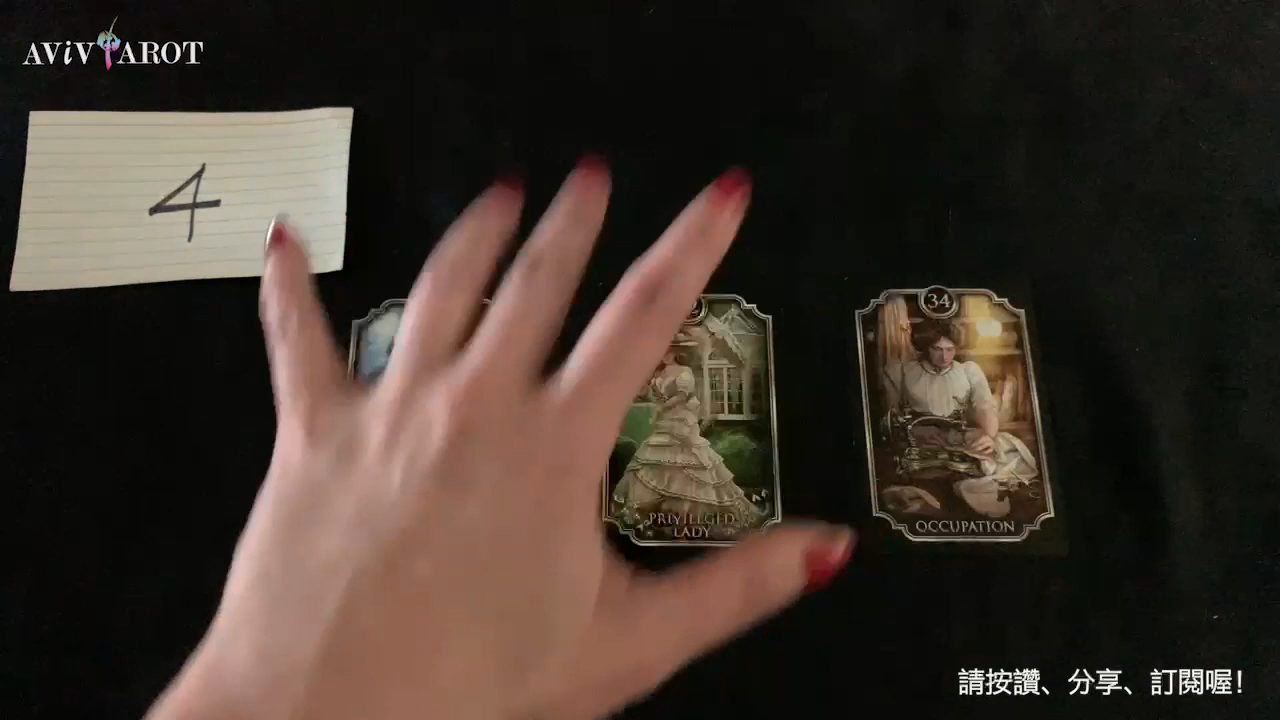 AViVTAROT
4
34
PRIVILEGED
LADY
OCCUPATION
請按讚、分享、訂閱喔!